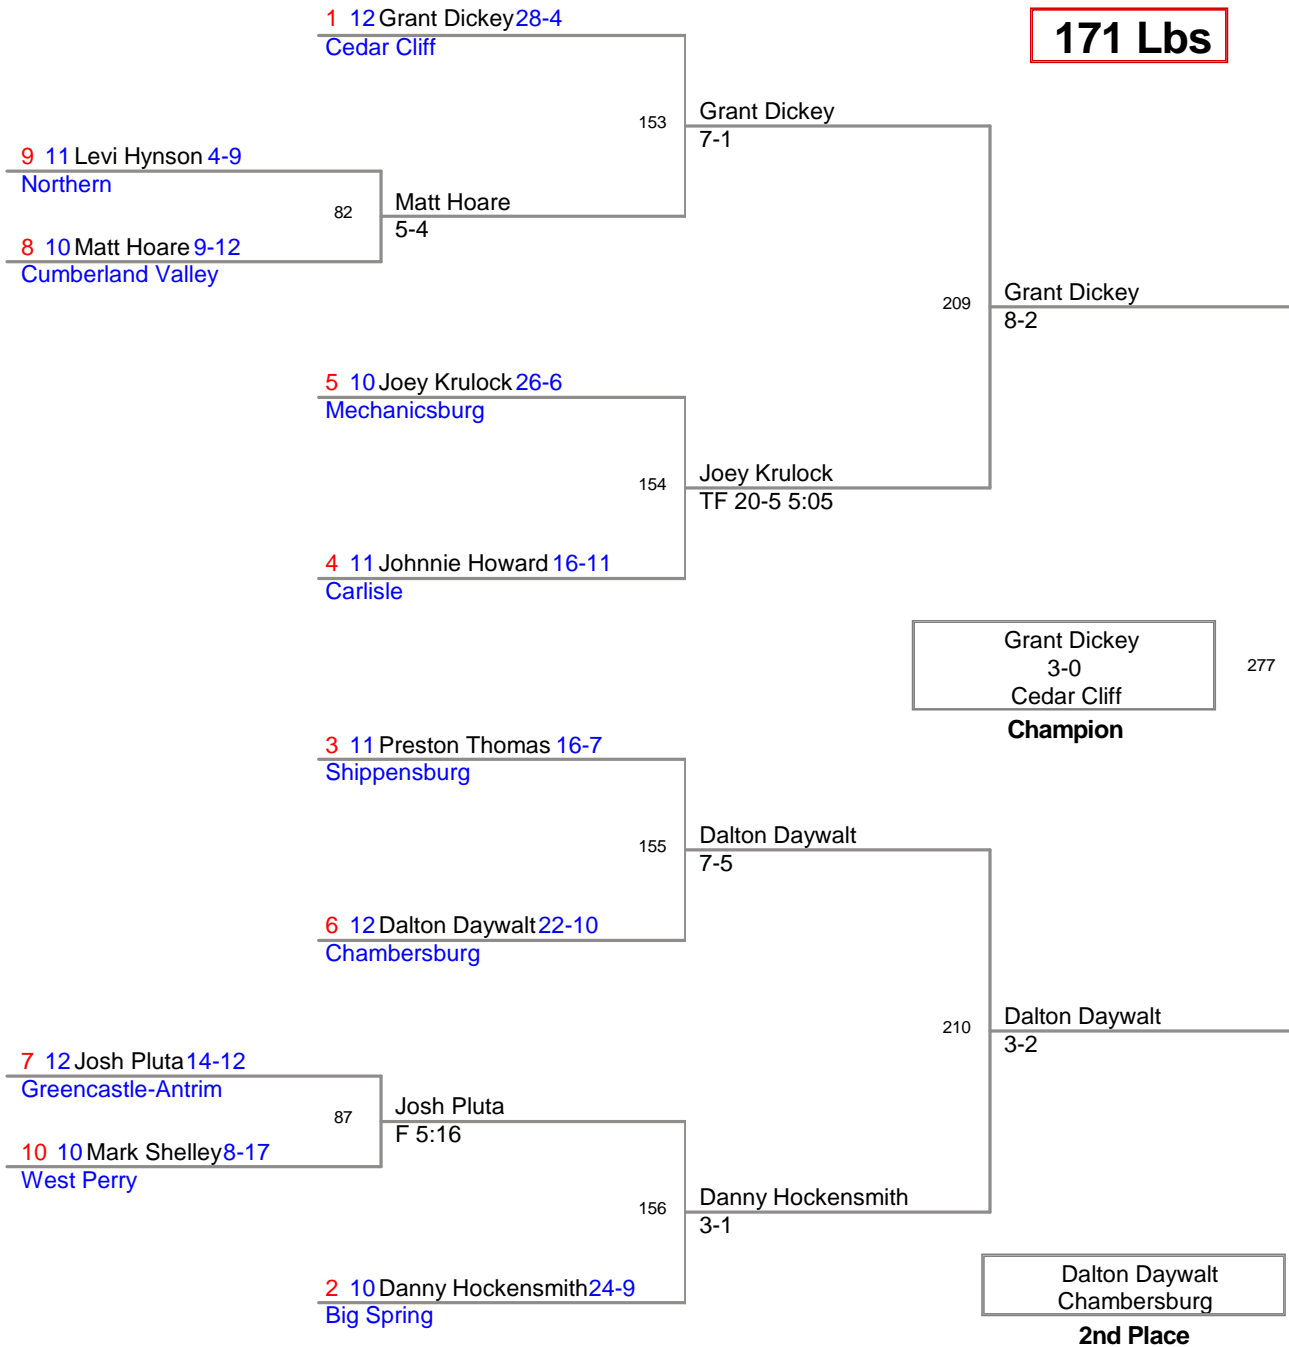 1 12 Grant Dickey 28-4
Cedar Cliff
171 Lbs
153
Grant Dickey
7-1
9 11 Levi Hynson 4-9
Northern
82
Matt Hoare
5-4
8 10 Matt Hoare 9-12
Cumberland Valley
209
Grant Dickey
8-2
5 10 Joey Krulock 26-6
Mechanicsburg
154
Joey Krulock
TF 20-5 5:05
4 11 Johnnie Howard 16-11
Carlisle
Grant Dickey
3-0
Cedar Cliff
277
Champion
3 11 Preston Thomas 16-7
Shippensburg
155
Dalton Daywalt
7-5
6 12 Dalton Daywalt 22-10
Chambersburg
210
Dalton Daywalt
3-2
7 12 Josh Pluta 14-12
Greencastle-Antrim
87
Josh Pluta
F 5:16
10 10 Mark Shelley 8-17
West Perry
156
Danny Hockensmith
3-1
2 10 Danny Hockensmith 24-9
Big Spring
Dalton Daywalt
Chambersburg
2nd Place